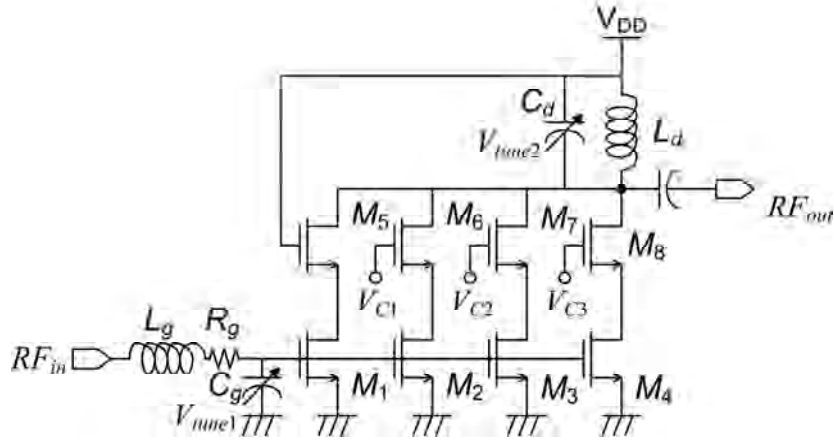 V_DD
C_d
L_d
V_tune2
RF_out
M_5
M_6
M_7
M_8
V_C1
V_C2
V_C3
L_g
R_g
RF_in
C_g
M_1
M_2
M_3
M_4
V_tune1